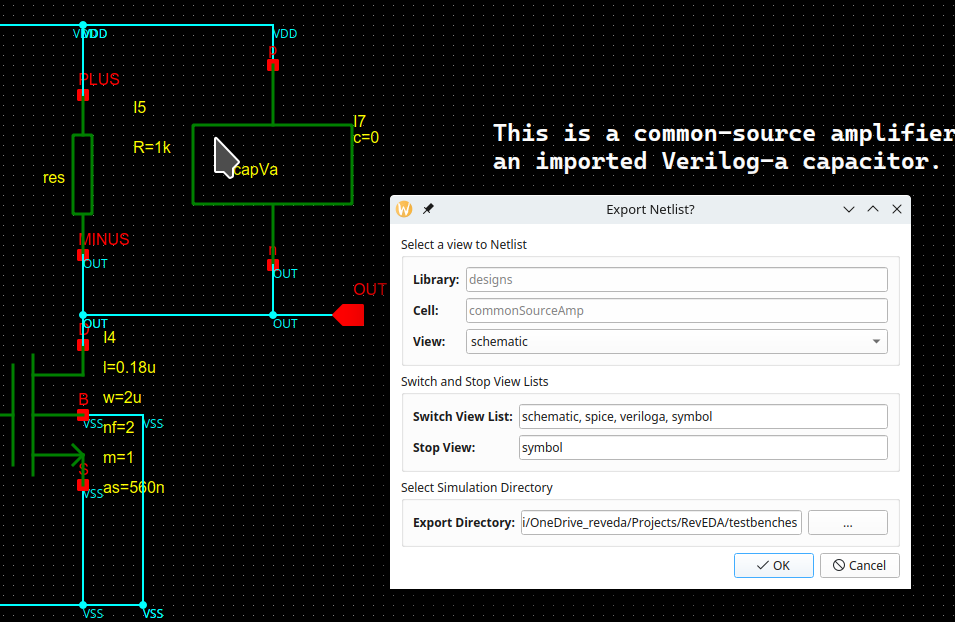 VDD
VDD
VDD
p
PLUS
I5
R=1k
res
I7
c=0
capVa
This is a common-source amplifier
an imported Verilog-a capacitor.
MINUS
OUT
n
OUT
OUT
OUT
OUT
D
I4
l=0.18u
w=2u
B
VSS
VSS
nf=2
m=1
S
VSS
as=560n
VSS
VSS
Export Netlist?
Select a view to Netlist
Library: designs
Cell: commonSourceAmp
View: schematic
Switch and Stop View Lists
Switch View List: schematic, spice, veriloga, symbol
Stop View: symbol
Select Simulation Directory
Export Directory: i/OneDrive_reveda/Projects/RevEDA/testbenches ...
OK Cancel